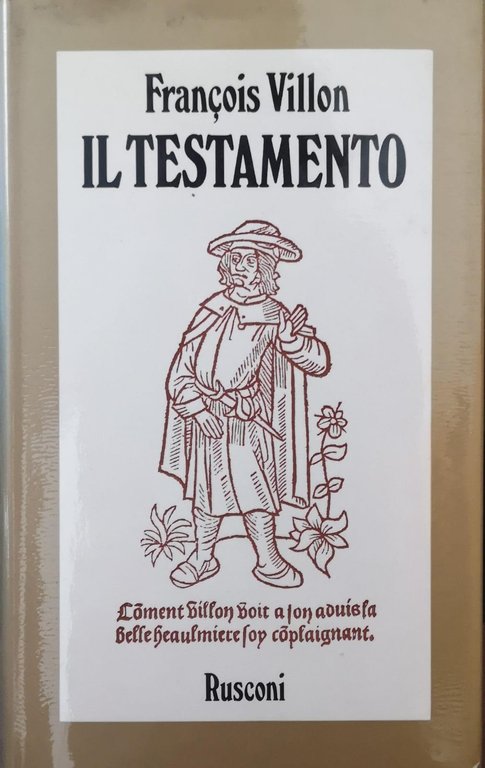 François Villon
IL TESTAMENTO
Cõment Villon voit a son aduis la
belle heaulmiere soy cõplaignant.
Rusconi